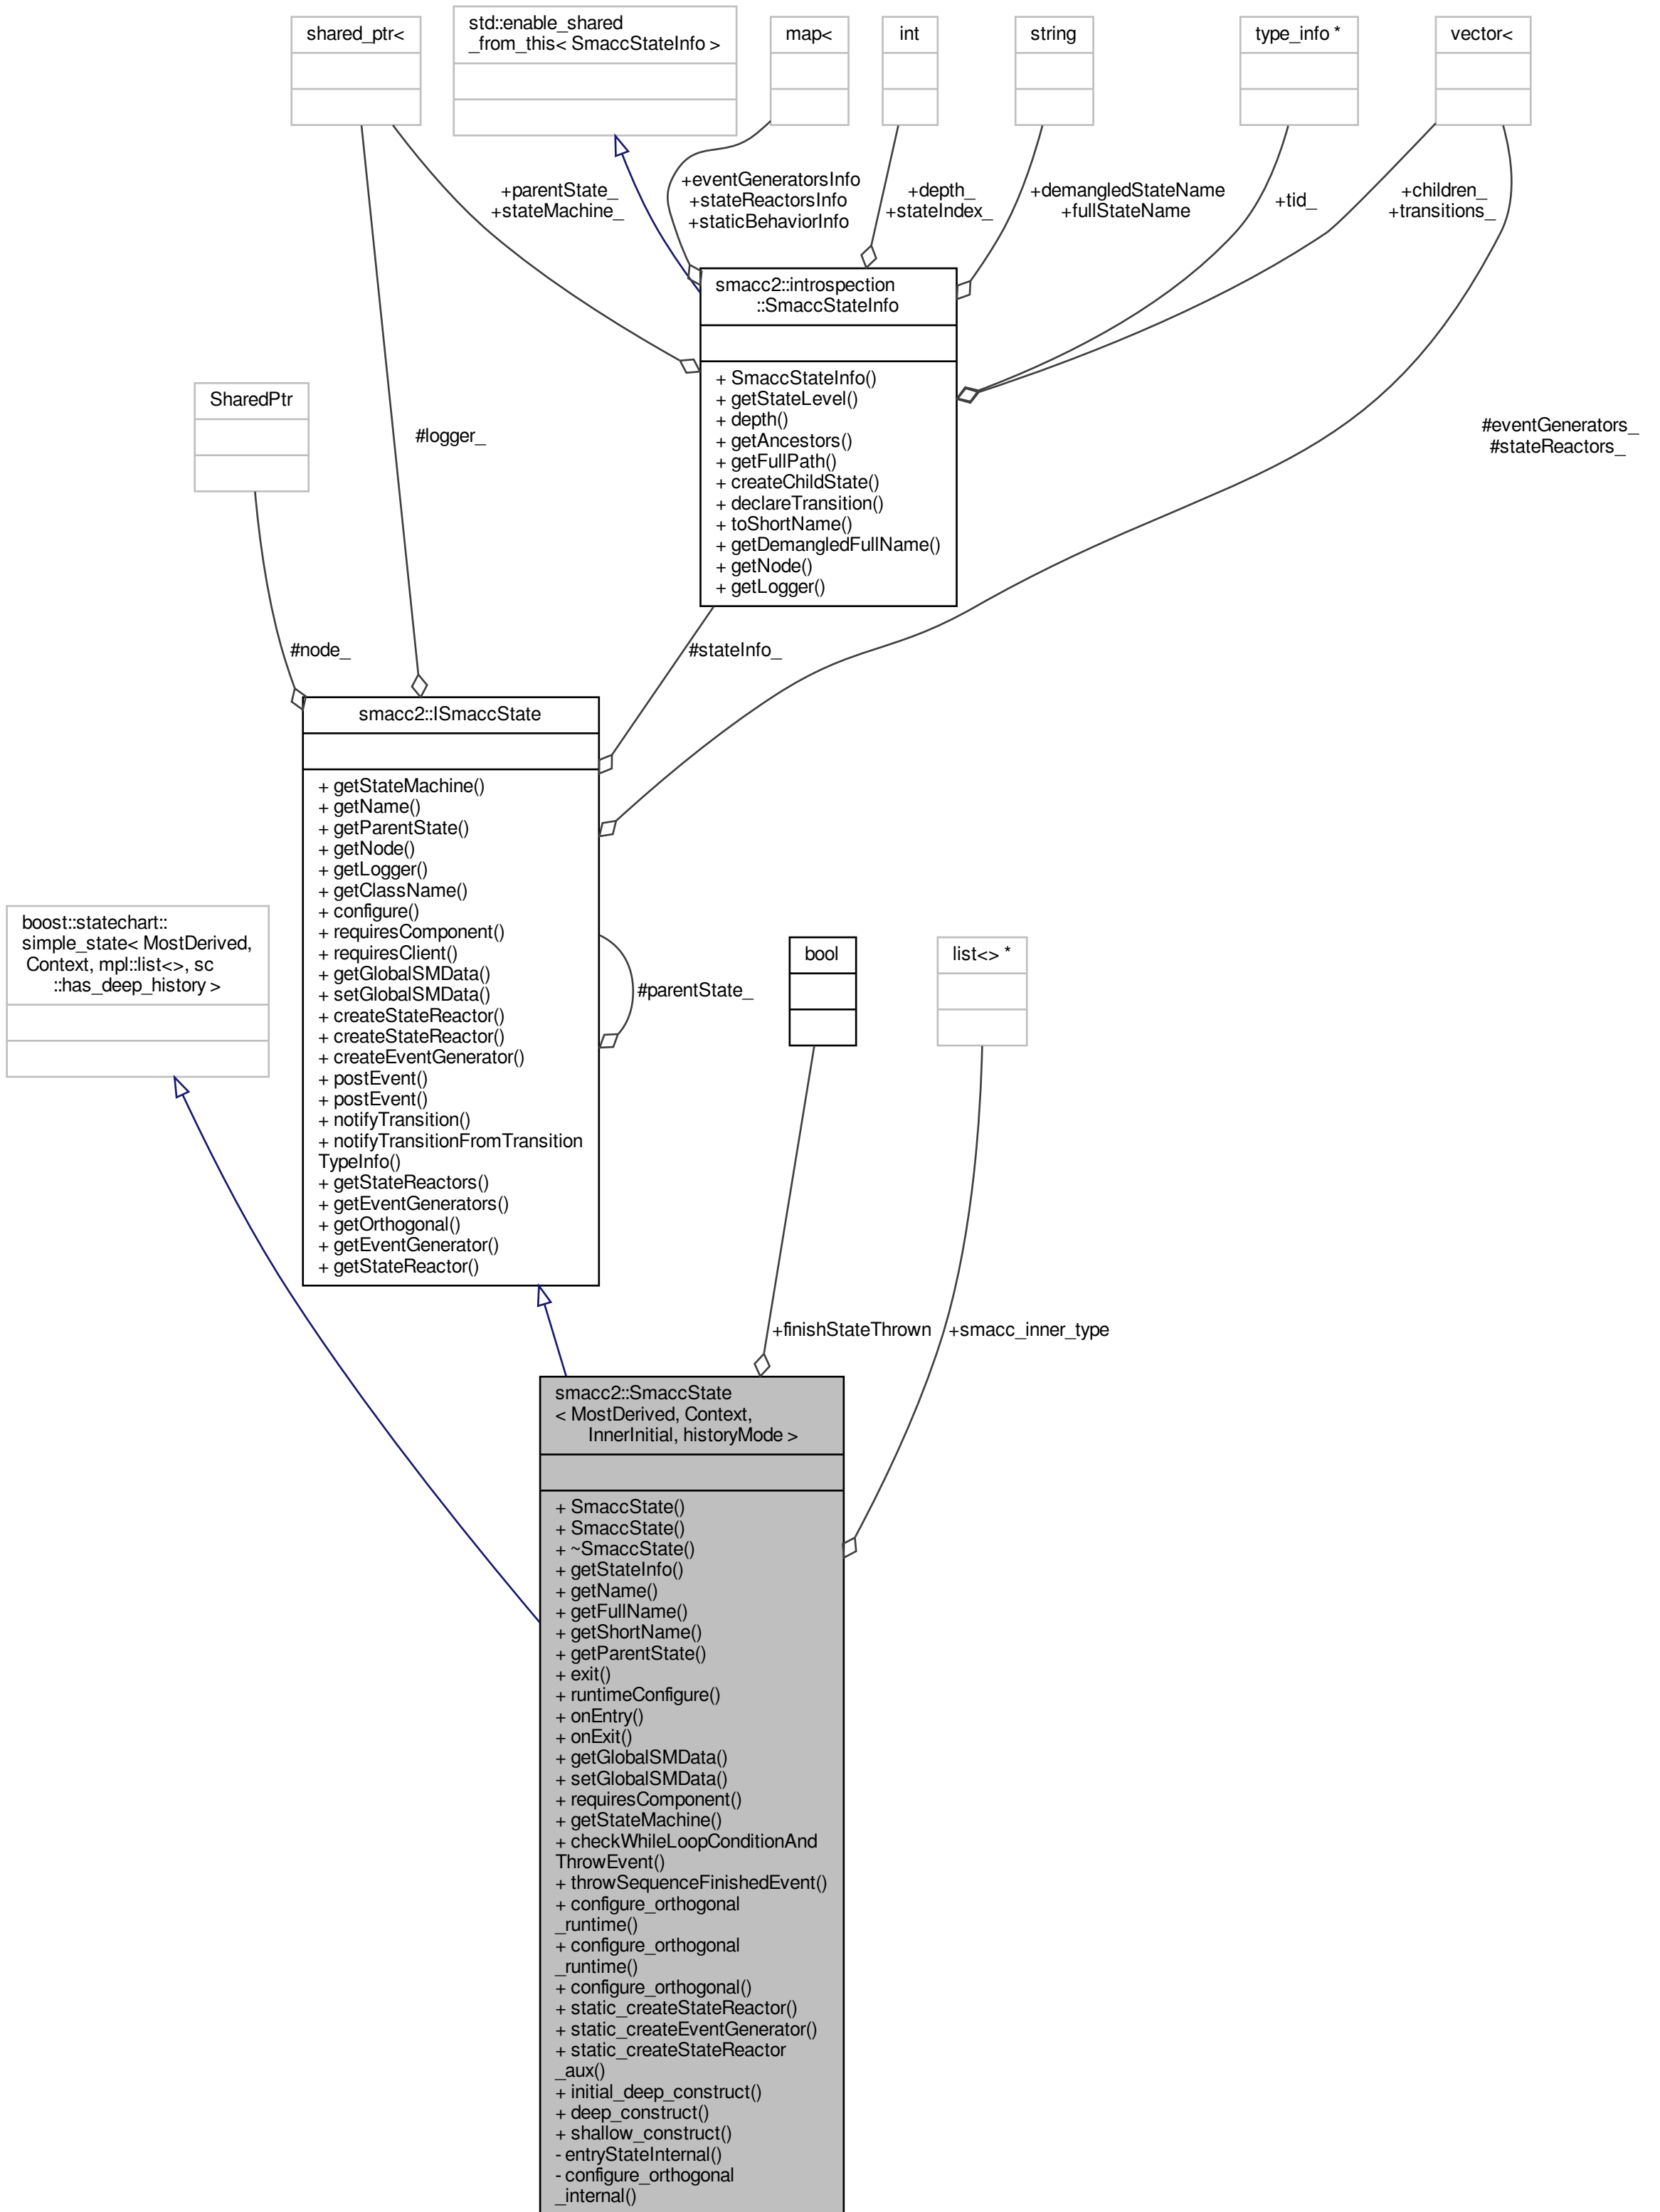 shared_ptr<
std::enable_shared
_from_this< SmaccStateInfo >
map<
int
string
type_info *
vector<
+parentState_
+stateMachine_
+eventGeneratorsInfo
+stateReactorsInfo
+staticBehaviorInfo
+depth_
+stateIndex_
+demangledStateName
+fullStateName
+tid_
+children_
+transitions_
smacc2::introspection
::SmaccStateInfo
+ SmaccStateInfo()
+ getStateLevel()
+ depth()
+ getAncestors()
+ getFullPath()
+ createChildState()
+ declareTransition()
+ toShortName()
+ getDemangledFullName()
+ getNode()
+ getLogger()
SharedPtr
#logger_
#eventGenerators_
#stateReactors_
#node_
#stateInfo_
smacc2::ISmaccState
+ getStateMachine()
+ getName()
+ getParentState()
+ getNode()
+ getLogger()
+ getClassName()
+ configure()
+ requiresComponent()
+ requiresClient()
+ getGlobalSMData()
+ setGlobalSMData()
+ createStateReactor()
+ createStateReactor()
+ createEventGenerator()
+ postEvent()
+ postEvent()
+ notifyTransition()
+ notifyTransitionFromTransition
TypeInfo()
+ getStateReactors()
+ getEventGenerators()
+ getOrthogonal()
+ getEventGenerator()
+ getStateReactor()
boost::statechart::
simple_state< MostDerived,
Context, mpl::list<>, sc
::has_deep_history >
#parentState_
bool
list<> *
+finishStateThrown
+smacc_inner_type
smacc2::SmaccState
< MostDerived, Context,
InnerInitial, historyMode >
+ SmaccState()
+ SmaccState()
+ ~SmaccState()
+ getStateInfo()
+ getName()
+ getFullName()
+ getShortName()
+ getParentState()
+ exit()
+ runtimeConfigure()
+ onEntry()
+ onExit()
+ getGlobalSMData()
+ setGlobalSMData()
+ requiresComponent()
+ getStateMachine()
+ checkWhileLoopConditionAnd
ThrowEvent()
+ throwSequenceFinishedEvent()
+ configure_orthogonal
_runtime()
+ configure_orthogonal
_runtime()
+ configure_orthogonal()
+ static_createStateReactor()
+ static_createEventGenerator()
+ static_createStateReactor
_aux()
+ initial_deep_construct()
+ deep_construct()
+ shallow_construct()
- entryStateInternal()
- configure_orthogonal
_internal()